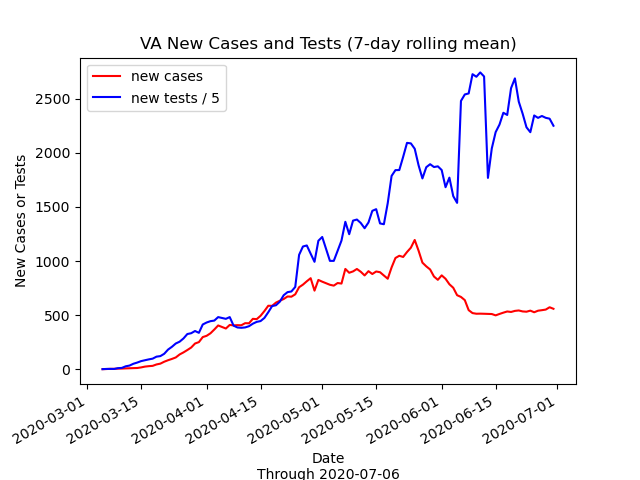 VA New Cases and Tests (7-day rolling mean)
new cases
new tests / 5
New Cases or Tests
2500
2000
1500
1000
500
0
2020-03-01
2020-03-15
2020-04-01
2020-04-15
2020-05-01
2020-05-15
2020-06-01
2020-06-15
2020-07-01
Date
Through 2020-07-06